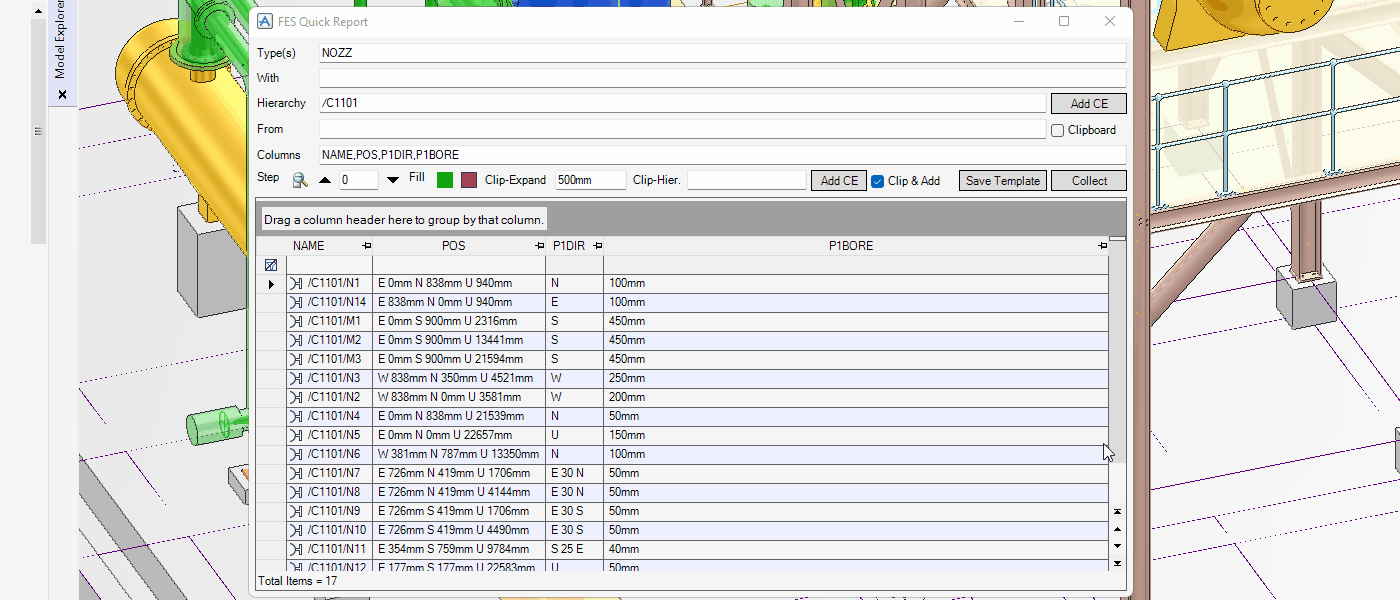 Model Explorer
FES Quick Report
Type(s) NOZZ
With
Hierarchy /C1101 Add CE
From Clipboard
Columns NAME,POS,P1DIR,P1BORE
Step 0 Fill Clip-Expand 500mm Clip-Hier. Add CE Clip & Add Save Template Collect
Drag a column header here to group by that column.
NAME POS P1DIR P1BORE
/C1101/N1 E 0mm N 838mm U 940mm N 100mm
/C1101/N14 E 838mm N 0mm U 940mm E 100mm
/C1101/M1 E 0mm S 900mm U 2316mm S 450mm
/C1101/M2 E 0mm S 900mm U 13441mm S 450mm
/C1101/M3 E 0mm S 900mm U 21594mm S 450mm
/C1101/N3 W 838mm N 350mm U 4521mm W 250mm
/C1101/N2 W 838mm N 0mm U 3581mm W 200mm
/C1101/N4 E 0mm N 838mm U 21539mm N 50mm
/C1101/N5 E 0mm N 0mm U 22657mm U 150mm
/C1101/N6 W 381mm N 787mm U 13350mm N 100mm
/C1101/N7 E 726mm N 419mm U 1706mm E 30 N 50mm
/C1101/N8 E 726mm N 419mm U 4144mm E 30 N 50mm
/C1101/N9 E 726mm S 419mm U 1706mm E 30 S 50mm
/C1101/N10 E 726mm S 419mm U 4490mm E 30 S 50mm
/C1101/N11 E 354mm S 759mm U 9784mm S 25 E 40mm
/C1101/N12 E 177mm S 177mm U 22583mm U 50mm
Total Items = 17